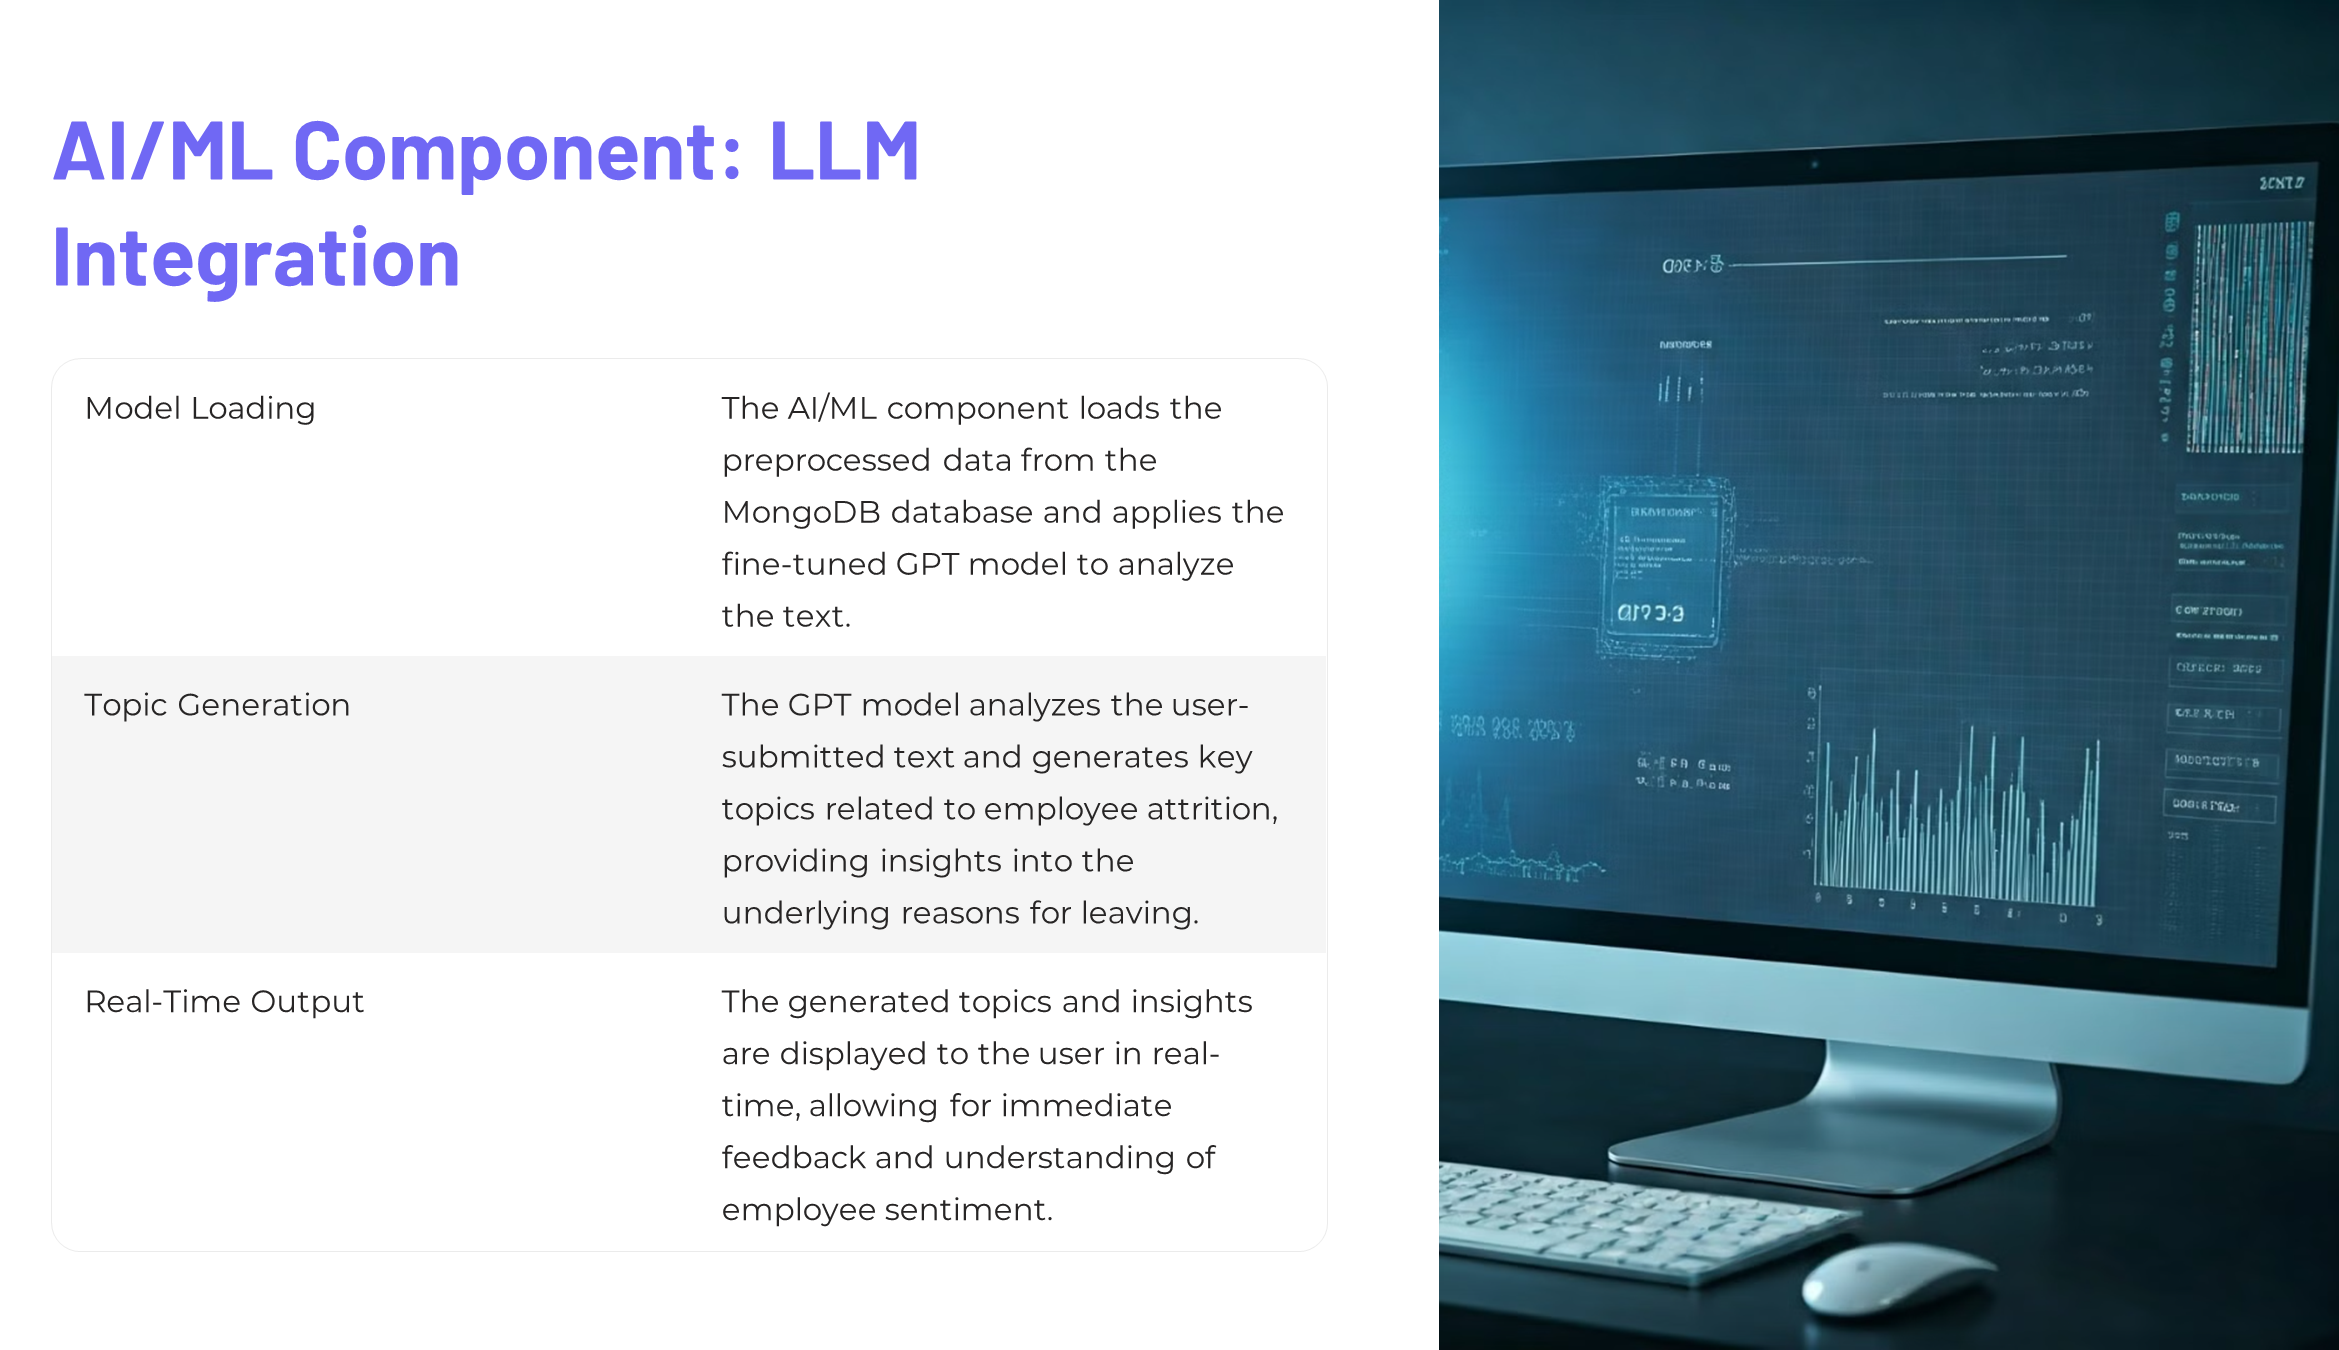 AI/ML Component: LLM
Integration
Model Loading
The AI/ML component loads the
preprocessed data from the
MongoDB database and applies the
fine-tuned GPT model to analyze
the text.
Topic Generation
The GPT model analyzes the user-
submitted text and generates key
topics related to employee attrition,
providing insights into the
underlying reasons for leaving.
Real-Time Output
The generated topics and insights
are displayed to the user in real-
time, allowing for immediate
feedback and understanding of
employee sentiment.